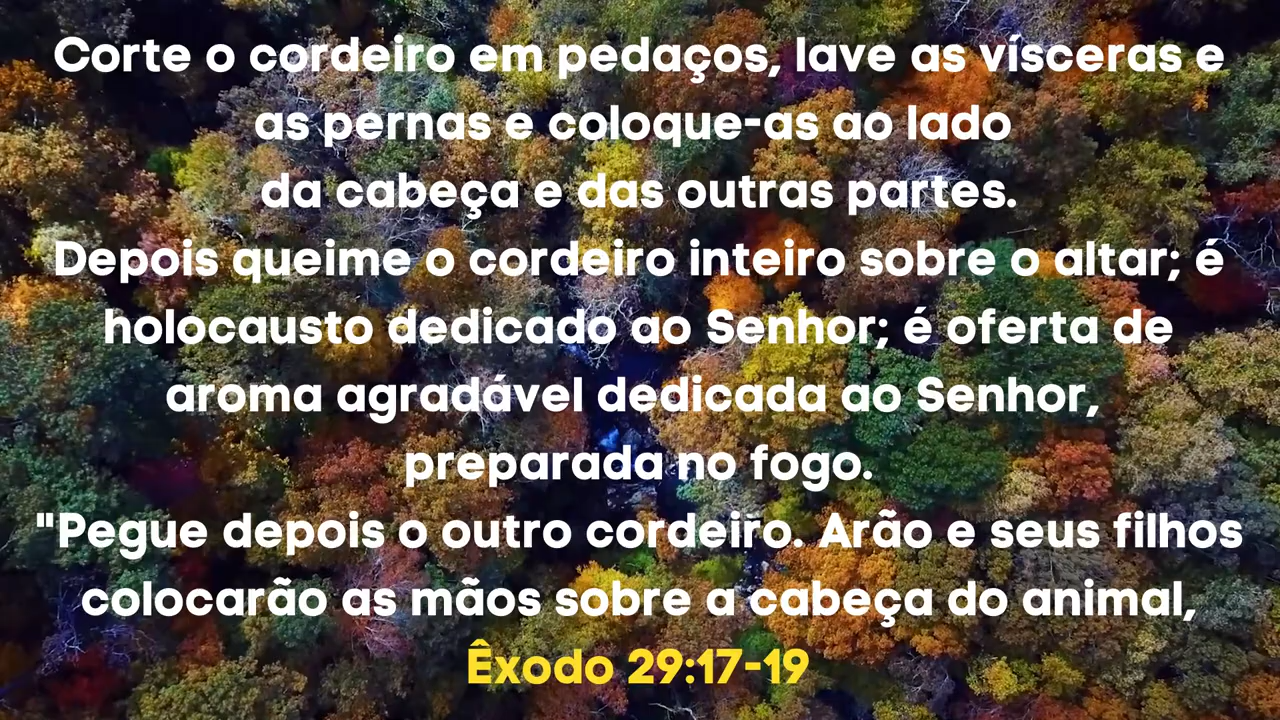 Corte o cordeiro em pedaços, lave as vísceras e
as pernas e coloque-as ao lado
da cabeça e das outras partes.
Depois queime o cordeiro inteiro sobre o altar; é
holocausto dedicado ao Senhor; é oferta de
aroma agradável dedicada ao Senhor,
preparada no fogo.
"Pegue depois o outro cordeiro. Arão e seus filhos
colocarão as mãos sobre a cabeça do animal,
Êxodo 29:17-19